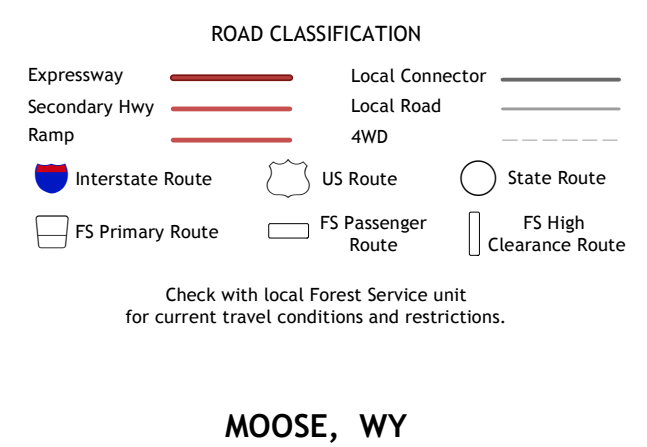 ROAD CLASSIFICATION
Expressway
Local Connector
Secondary Hwy
Local Road
Ramp
4WD
Interstate Route
US Route
State Route
FS Primary Route
FS Passenger
Route
FS High
Clearance Route
Check with local Forest Service unit
for current travel conditions and restrictions.
MOOSE, WY